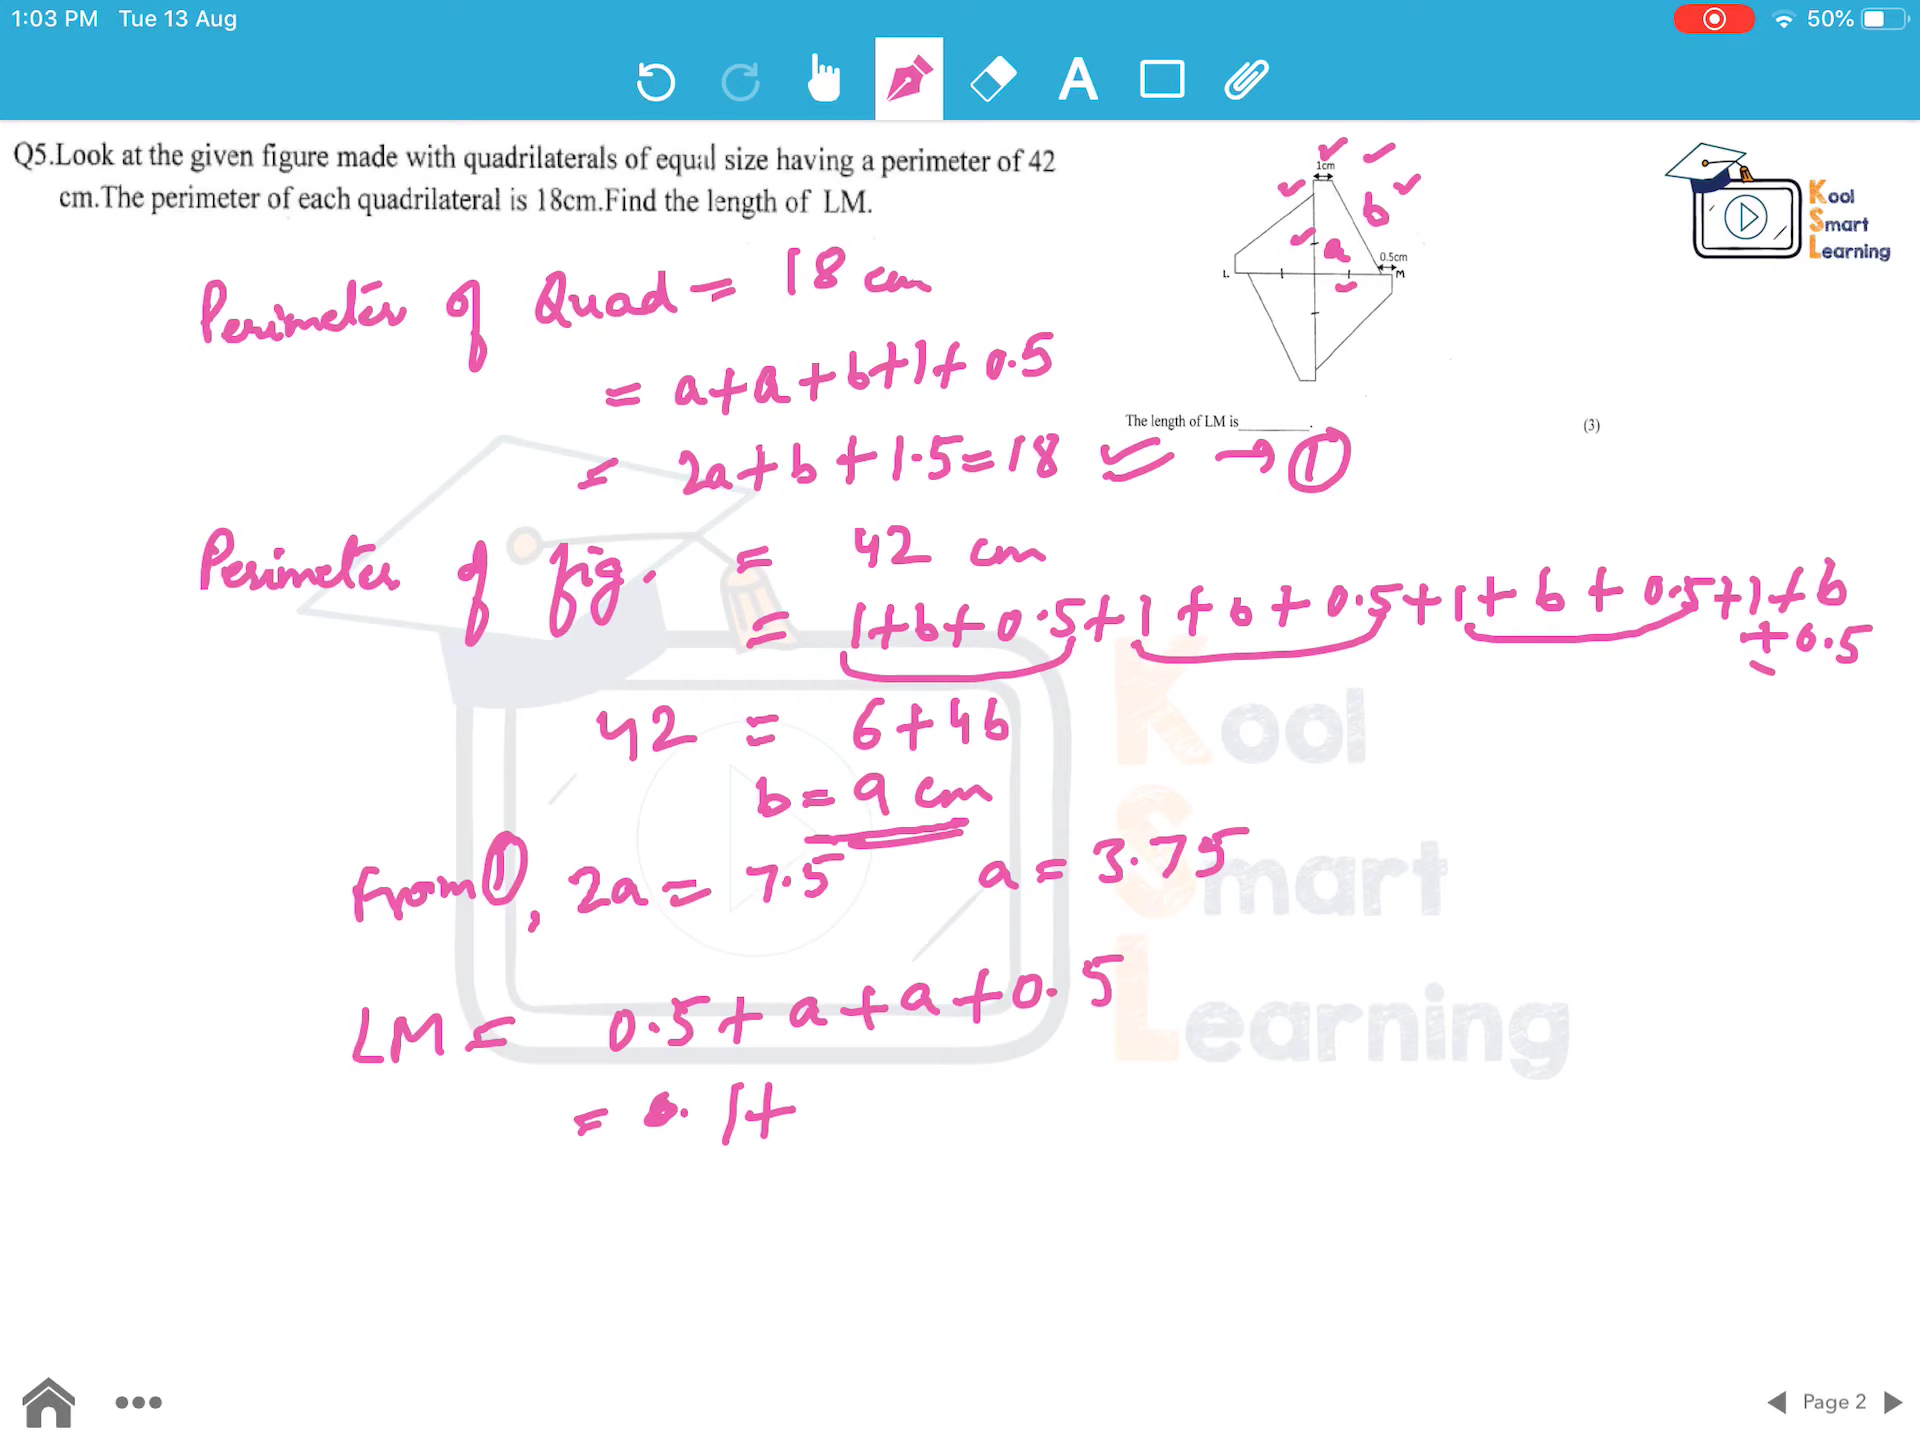 1:03 PM Tue 13 Aug
50%
Q5.Look at the given figure made with quadrilaterals of equal size having a perimeter of 42
cm.The perimeter of each quadrilateral is 18cm.Find the length of LM.
1cm
b
a
0.5cm
L
M
Kool
Smart
Learning
The length of LM is________.
(3)
Perimeter of Quad = 18 cm
= a+a+b+1+0.5
= 2a+b+1.5=18 → ①
Perimeter of fig. = 42 cm
= 1+b+0.5+1+b+0.5+1+b+0.5+1+b
+0.5
42 = 6+4b
b = 9 cm
From ①, 2a = 7.5 a = 3.75
LM = 0.5+a+a+0.5
= 1+
Kool
Smart
Learning
Page 2